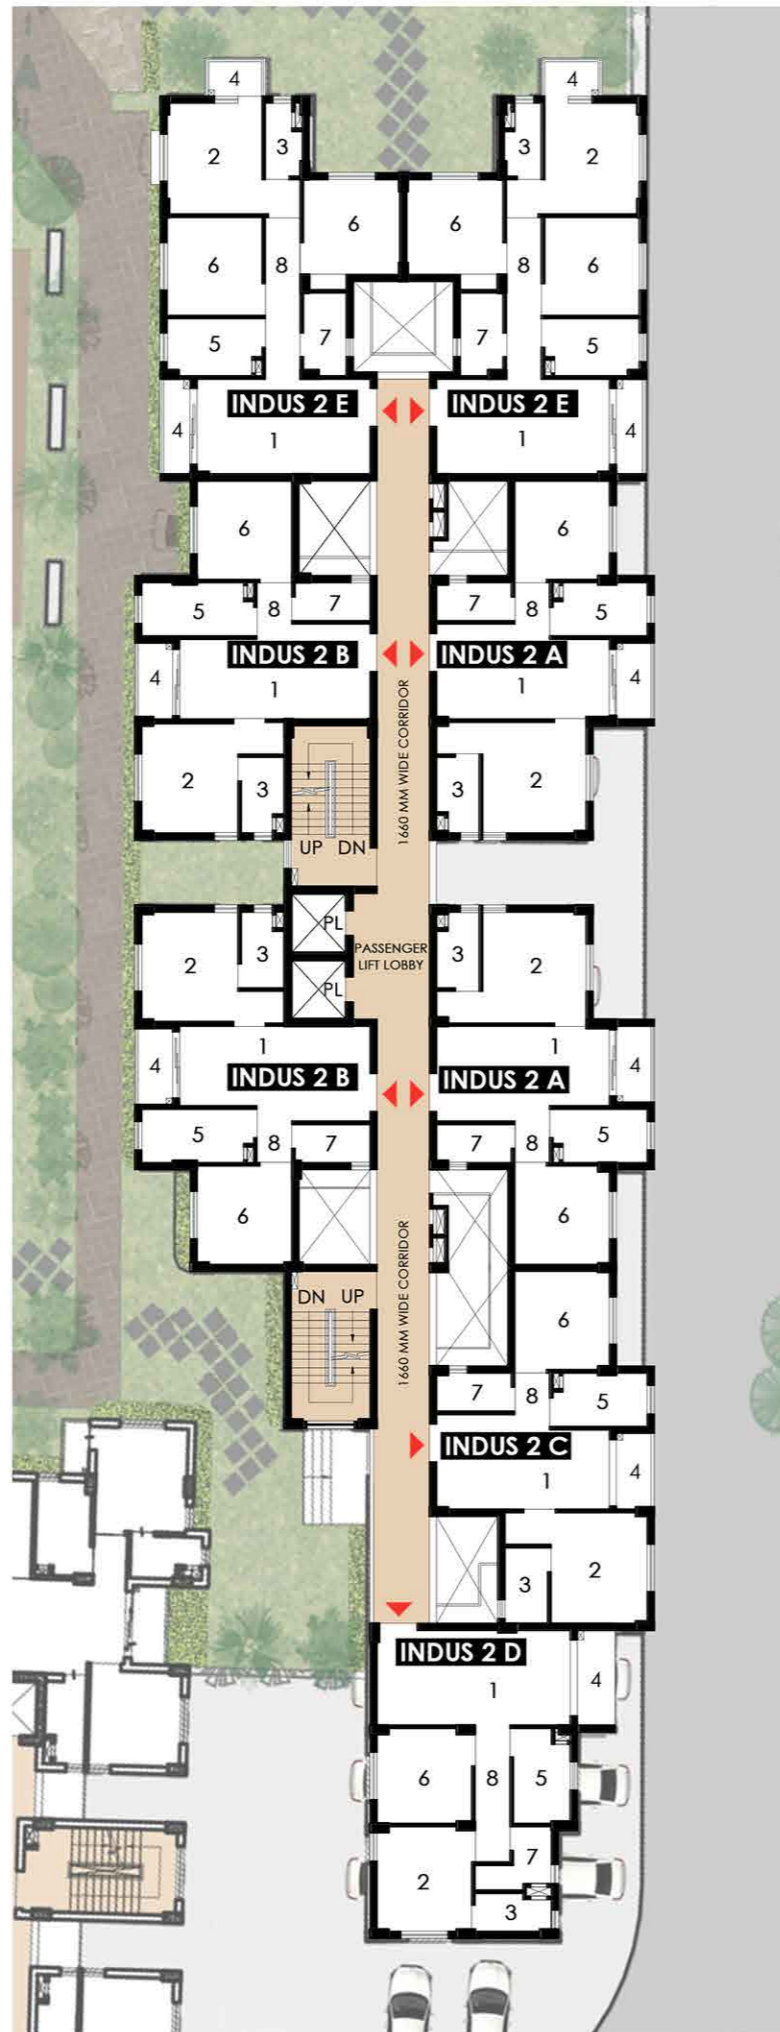 4 4
2 3 3 2
6 6
6 8 8 6
5 7 7 5
INDUS 2 E INDUS 2 E
4 1 1 4
6 6
5 8 7 7 8 5
INDUS 2 B INDUS 2 A
4 1 1 4
1660 MM WIDE CORRIDOR
2 3 3 2
UP DN
PL
2 3 PASSENGER 3 2
LIFT LOBBY
PL
1 1
4 INDUS 2 B INDUS 2 A 4
5 8 7 7 8 5
6 6
1660 MM WIDE CORRIDOR
DN UP
6
7 8 5
INDUS 2 C
1 4
3 2
INDUS 2 D
1 4
6 8 5
7
2
3